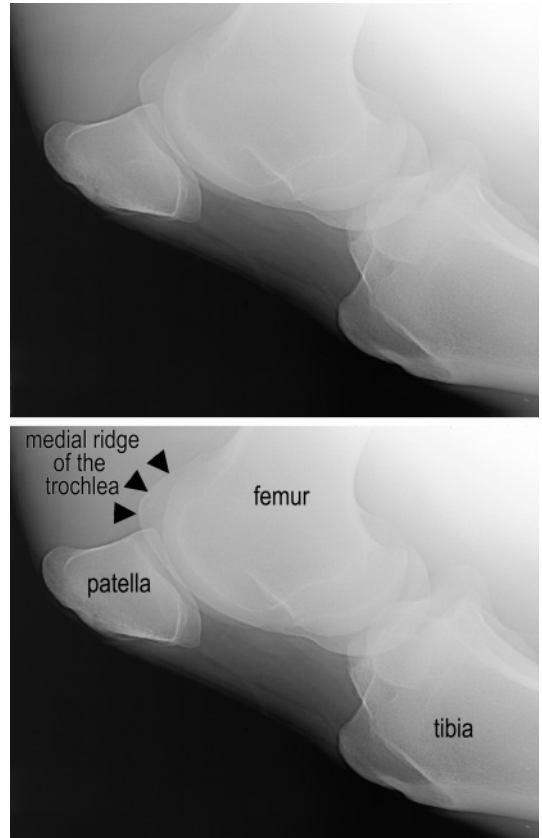 medial ridge
of the
trochlea
femur
patella
tibia